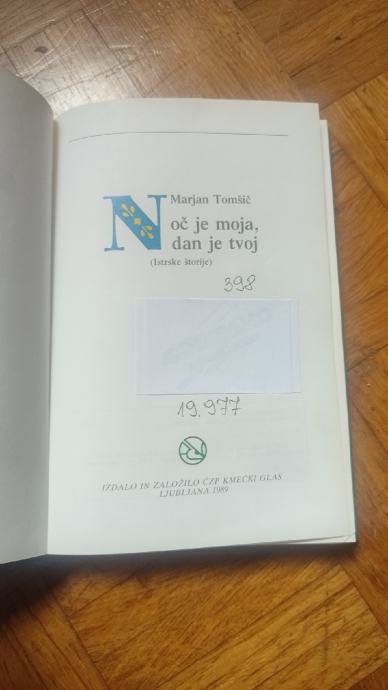 Marjan Tomšič
Noč je moja,
dan je tvoj
(Istrske štorije)
398
19.977
IZDALO IN ZALOŽILO ČZP KMEČKI GLAS
LJUBLJANA 1989